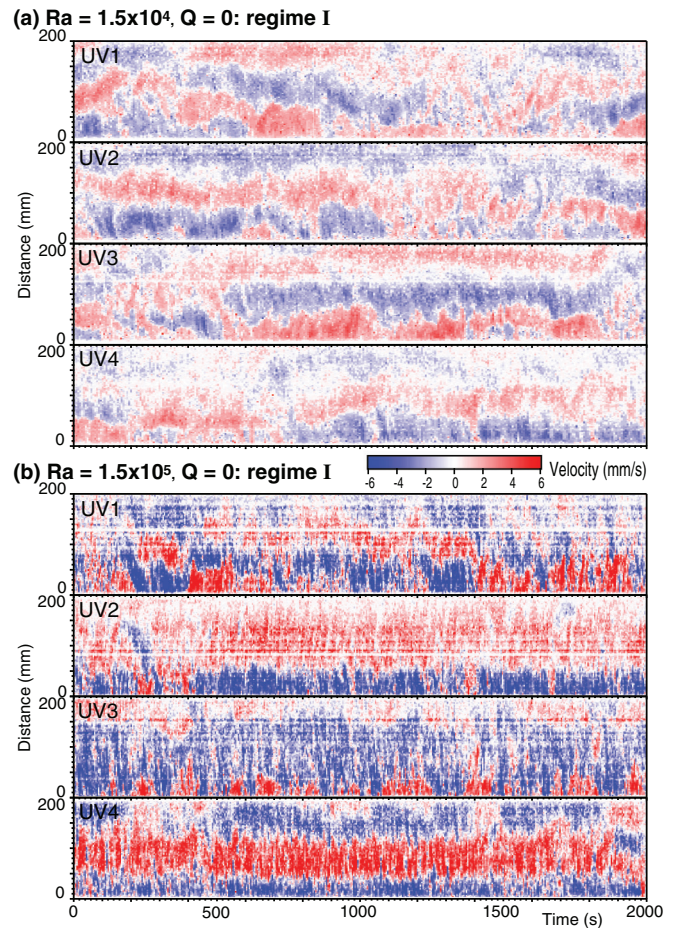 (a) Ra = 1.5x10⁴, Q = 0: regime I
200
UV1
0
200
UV2
0
200
UV3
0
200
UV4
0
Distance (mm)
(b) Ra = 1.5x10⁵, Q = 0: regime I
-6 -4 -2 0 2 4 6
Velocity (mm/s)
200
UV1
0
200
UV2
0
200
UV3
0
200
UV4
0
Distance (mm)
0 500 1000 1500 Time (s) 2000